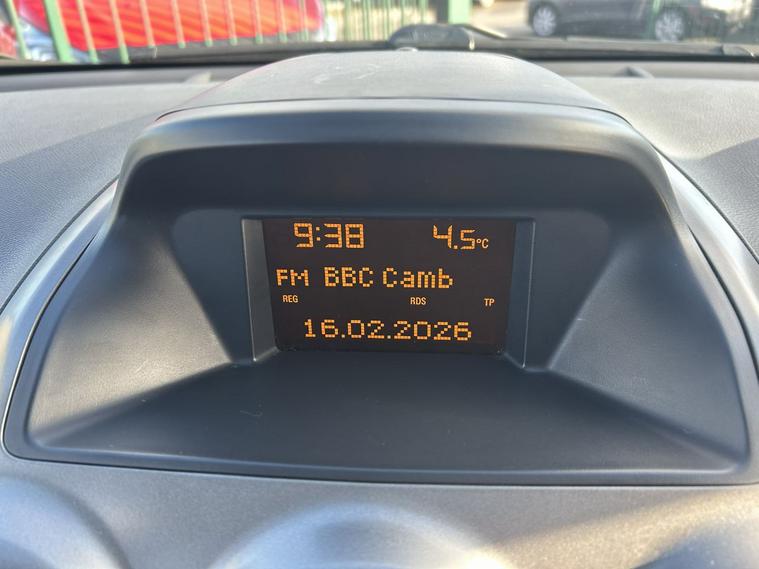 9:38 4.5°C
FM BBC Camb
REG RDS TP
16.02.2026